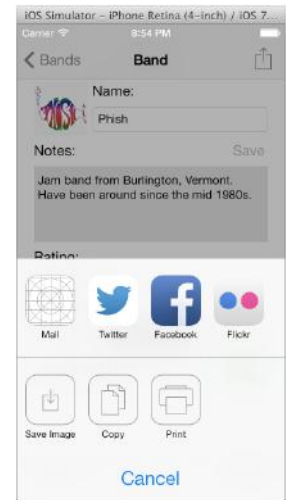 iOS Simulator – iPhone Retina (4-inch) / iOS 7...
Carrier 8:54 PM
Bands Band
Name:
Phish
Notes: Save
Jam band from Burlington, Vermont.
Have been around since the mid 1980s.
Rating:
Mail Twitter Facebook Flickr
Save Image Copy Print
Cancel